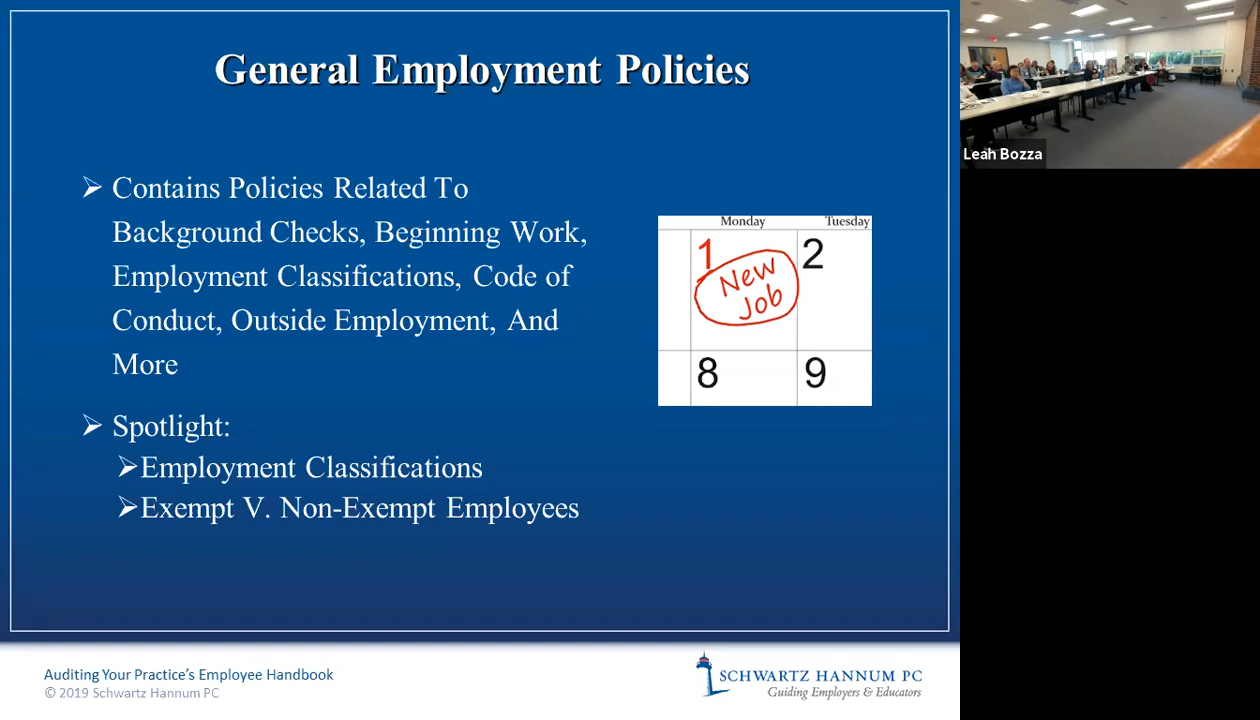 General Employment Policies
➢ Contains Policies Related To
Background Checks, Beginning Work,
Employment Classifications, Code of
Conduct, Outside Employment, And
More
➢ Spotlight:
➢Employment Classifications
➢Exempt V. Non-Exempt Employees
Monday Tuesday
1 2
New
Job
8 9
Leah Bozza
Auditing Your Practice's Employee Handbook
© 2019 Schwartz Hannum PC
SCHWARTZ HANNUM PC
Guiding Employers & Educators